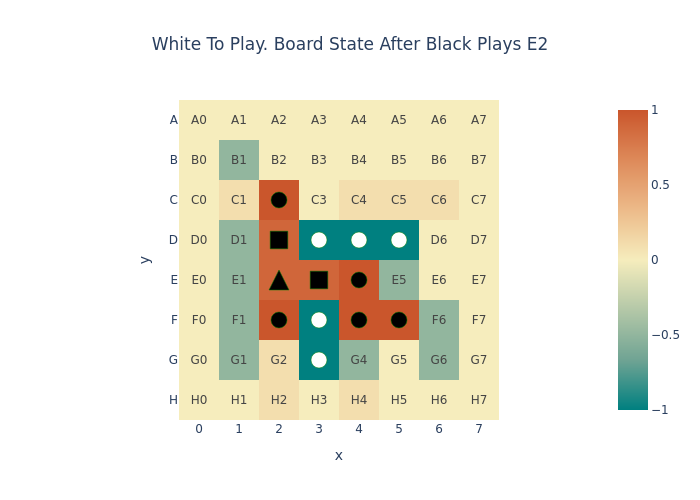 White To Play. Board State After Black Plays E2
A A0 A1 A2 A3 A4 A5 A6 A7
B B0 B1 B2 B3 B4 B5 B6 B7
C C0 C1 C3 C4 C5 C6 C7
D D0 D1 D6 D7
E E0 E1 E5 E6 E7
F F0 F1 F6 F7
G G0 G1 G2 G4 G5 G6 G7
H H0 H1 H2 H3 H4 H5 H6 H7
0 1 2 3 4 5 6 7
x
y
1
0.5
0
−0.5
−1